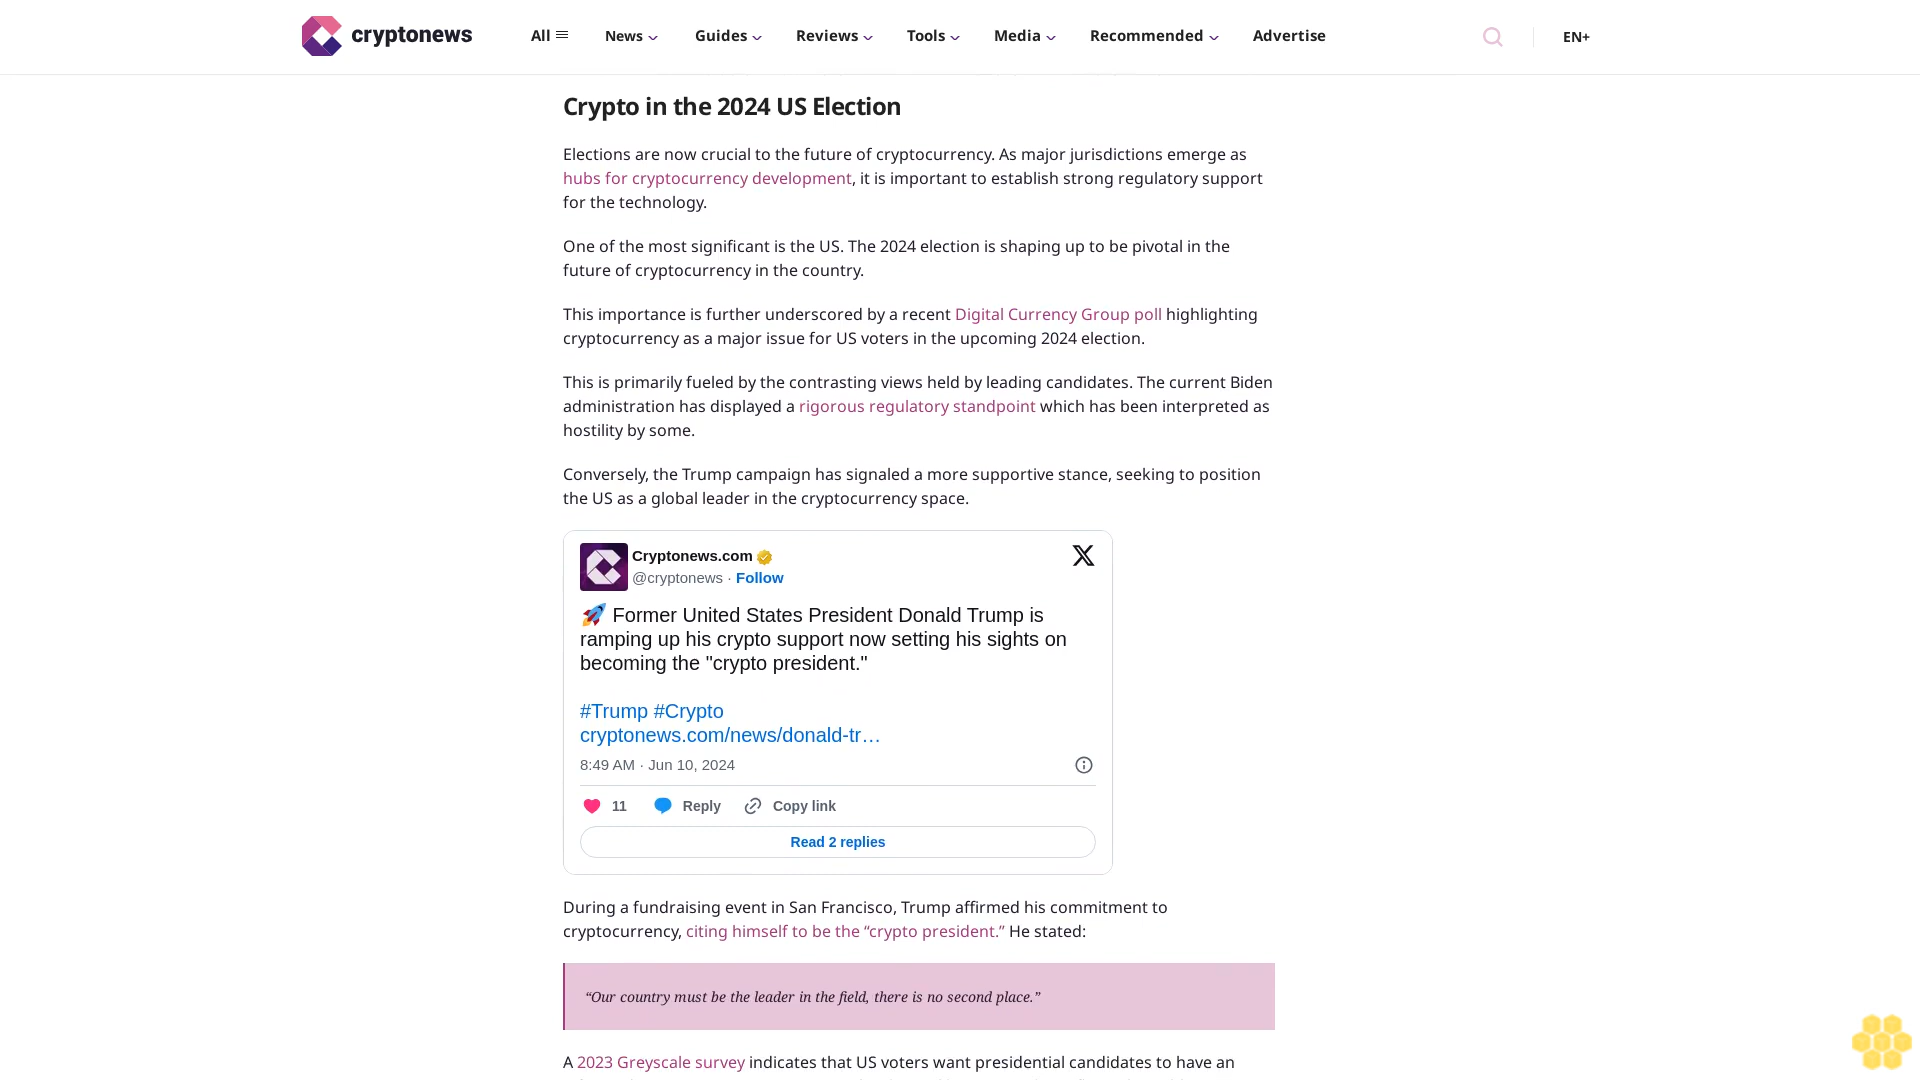 cryptonews
All
News
Guides
Reviews
Tools
Media
Recommended
Advertise
EN+
Crypto in the 2024 US Election
Elections are now crucial to the future of cryptocurrency. As major jurisdictions emerge as
hubs for cryptocurrency development, it is important to establish strong regulatory support
for the technology.
One of the most significant is the US. The 2024 election is shaping up to be pivotal in the
future of cryptocurrency in the country.
This importance is further underscored by a recent Digital Currency Group poll highlighting
cryptocurrency as a major issue for US voters in the upcoming 2024 election.
This is primarily fueled by the contrasting views held by leading candidates. The current Biden
administration has displayed a rigorous regulatory standpoint which has been interpreted as
hostility by some.
Conversely, the Trump campaign has signaled a more supportive stance, seeking to position
the US as a global leader in the cryptocurrency space.
Cryptonews.com
@cryptonews · Follow
🚀 Former United States President Donald Trump is
ramping up his crypto support now setting his sights on
becoming the "crypto president."
#Trump #Crypto
cryptonews.com/news/donald-tr…
8:49 AM · Jun 10, 2024
11
Reply
Copy link
Read 2 replies
During a fundraising event in San Francisco, Trump affirmed his commitment to
cryptocurrency, citing himself to be the “crypto president.” He stated:
“Our country must be the leader in the field, there is no second place.”
A 2023 Greyscale survey indicates that US voters want presidential candidates to have an